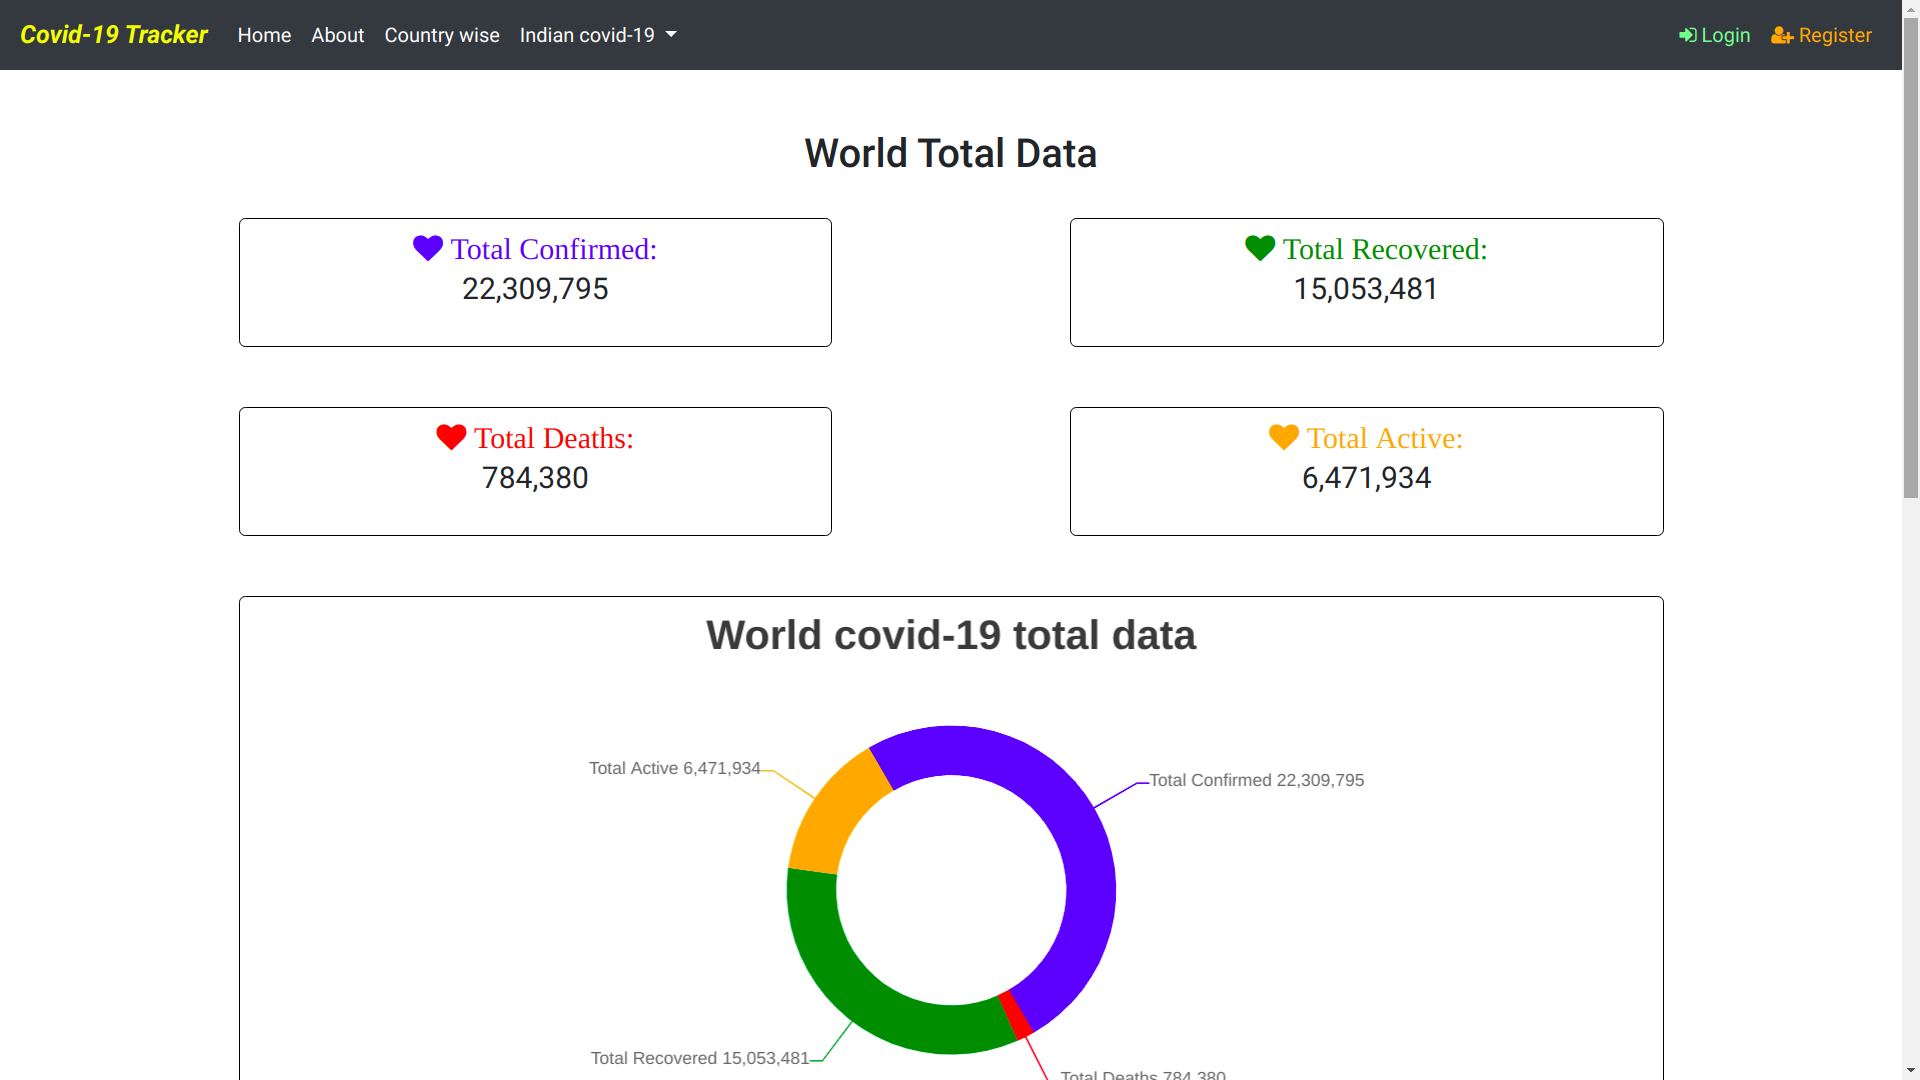 Covid-19 Tracker Home About Country wise Indian covid-19 Login Register
World Total Data
Total Confirmed:
22,309,795
Total Recovered:
15,053,481
Total Deaths:
784,380
Total Active:
6,471,934
World covid-19 total data
Total Active 6,471,934
Total Confirmed 22,309,795
Total Recovered 15,053,481
Total Deaths 784,380